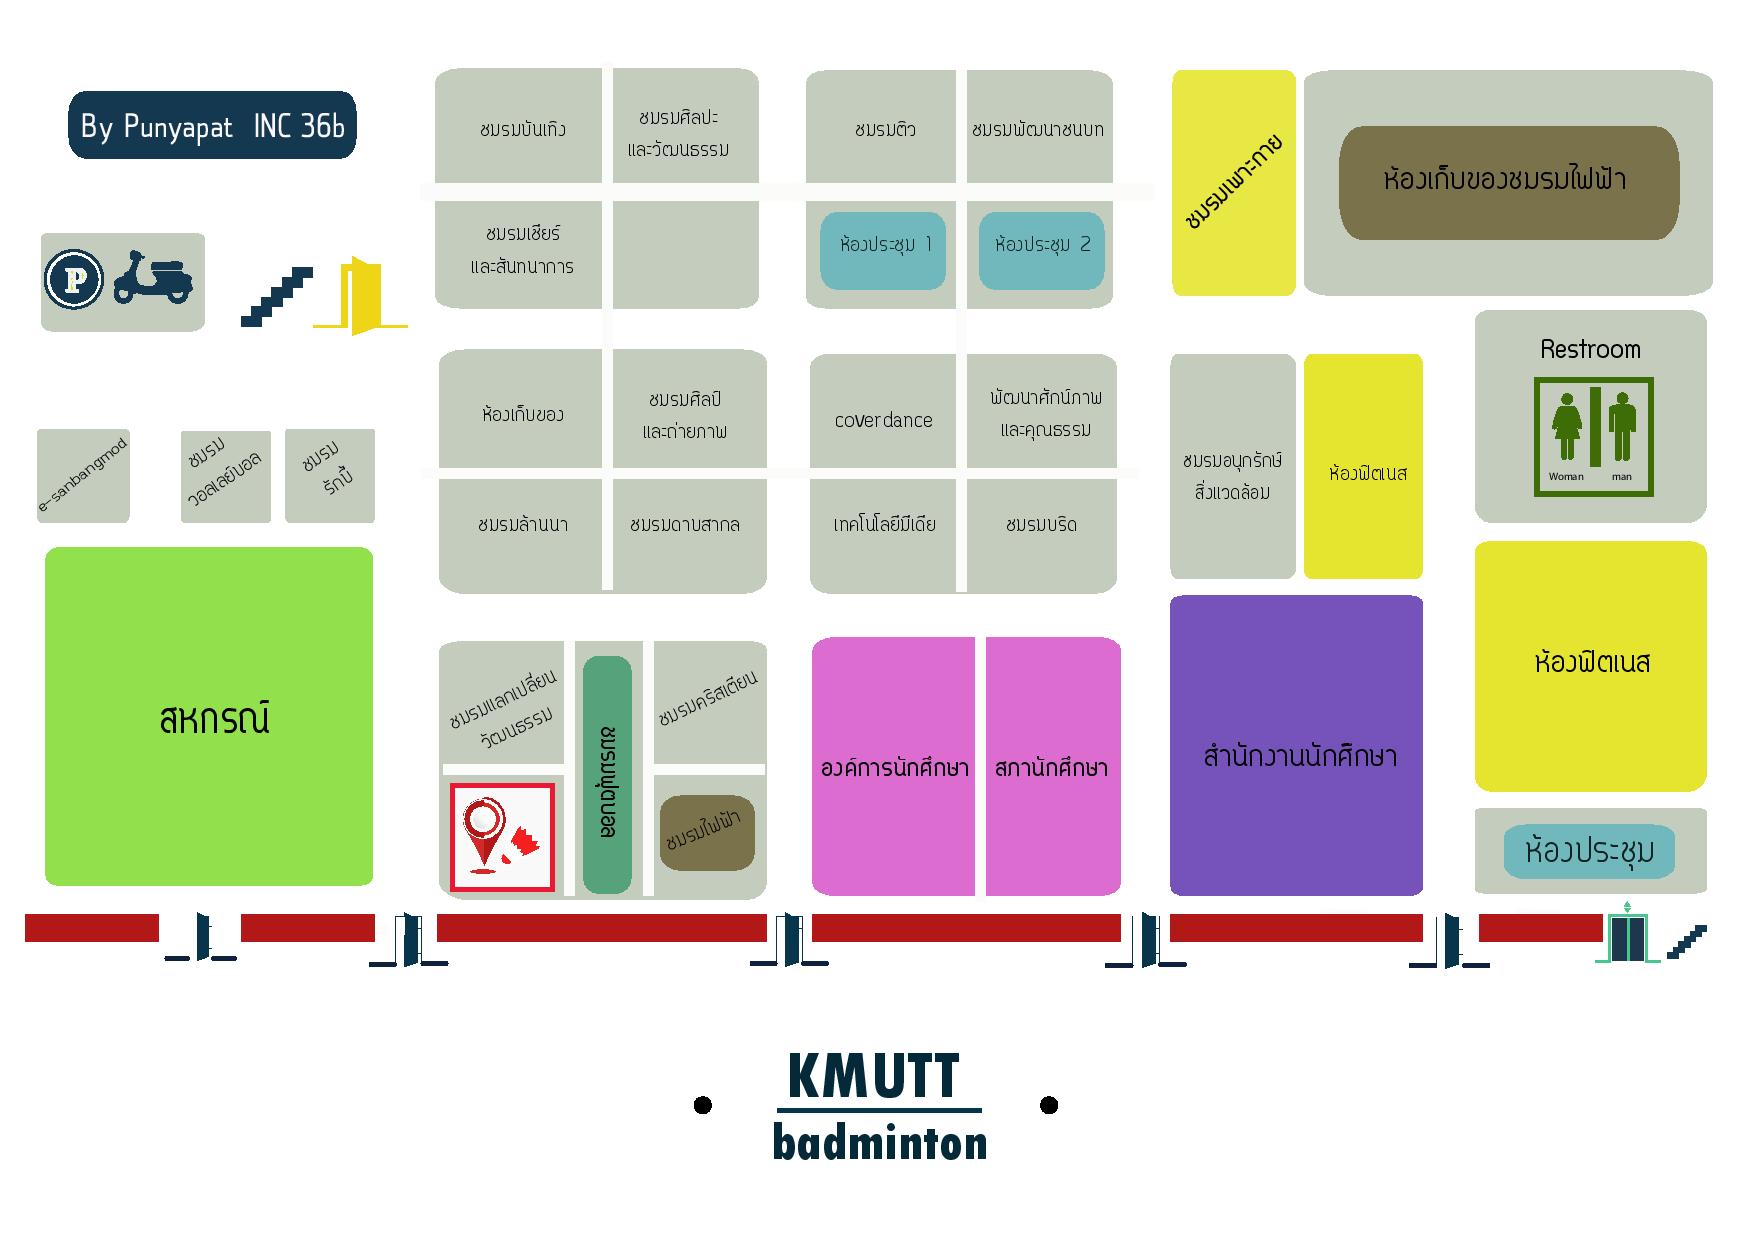 By Punyapat INC 36b
ชมรมบันเทิง
ชมรมศิลปะ
และวัฒนธรรม
ชมรมติว
ชมรมพัฒนาชนบท
ชมรมเพาะกาย
ห้องเก็บของชมรมไฟฟ้า
ชมรมเชียร์
และสันทนาการ
ห้องประชุม 1
ห้องประชุม 2
P
Restroom
Woman
man
ห้องเก็บของ
ชมรมศิลป์
และถ่ายภาพ
coverdance
พัฒนาศักน์ภาพ
และคุณธรรม
ชมรมอนุกรักษ์
สิ่งแวดล้อม
ห้องฟิตเนส
e-sanbangmod
ชมรม
วอลเลย์บอล
ชมรม
รักบี้
ชมรมล้านนา
ชมรมดาบสากล
เทคโนโลยีมีเดีย
ชมรมบริด
สหกรณ์
ชมรมแลกเปลี่ยน
วัฒนธรรม
ชมรมฟุตบอล
ชมรมคริสเตียน
ชมรมไฟฟ้า
องค์การนักศึกษา
สภานักศึกษา
สำนักงานนักศึกษา
ห้องฟิตเนส
ห้องประชุม
KMUTT
badminton